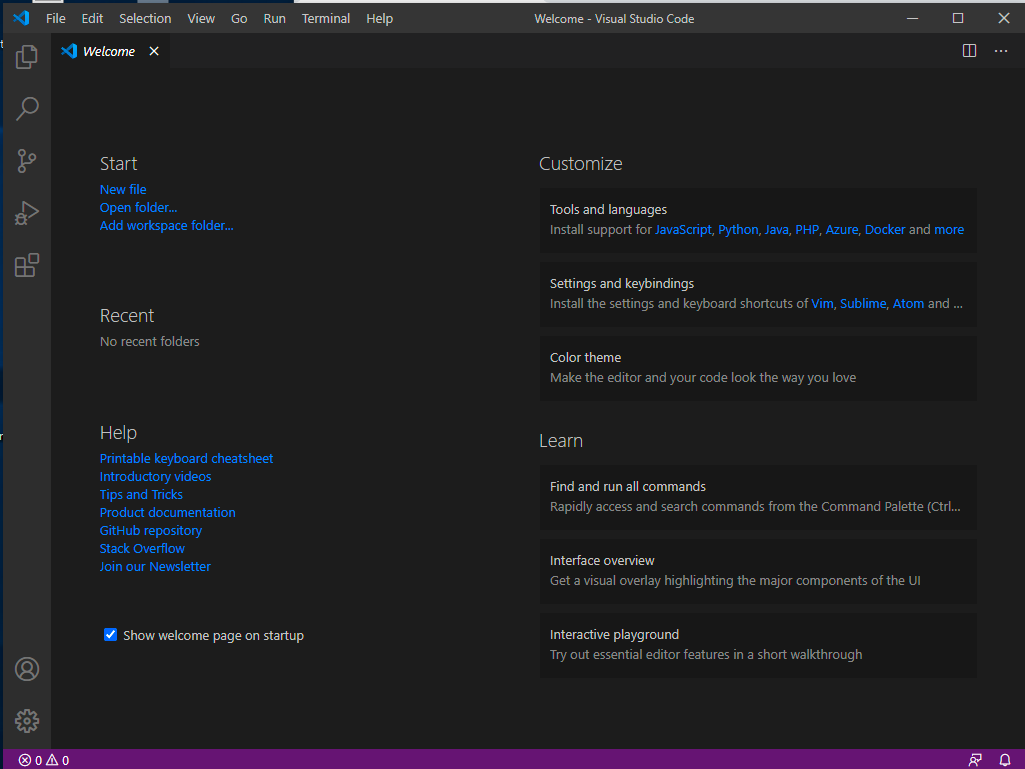 File Edit Selection View Go Run Terminal Help
Welcome - Visual Studio Code
Welcome
Start
New file
Open folder...
Add workspace folder...
Recent
No recent folders
Help
Printable keyboard cheatsheet
Introductory videos
Tips and Tricks
Product documentation
GitHub repository
Stack Overflow
Join our Newsletter
Show welcome page on startup
Customize
Tools and languages
Install support for JavaScript, Python, Java, PHP, Azure, Docker and more
Settings and keybindings
Install the settings and keyboard shortcuts of Vim, Sublime, Atom and ...
Color theme
Make the editor and your code look the way you love
Learn
Find and run all commands
Rapidly access and search commands from the Command Palette (Ctrl...
Interface overview
Get a visual overlay highlighting the major components of the UI
Interactive playground
Try out essential editor features in a short walkthrough
0 0